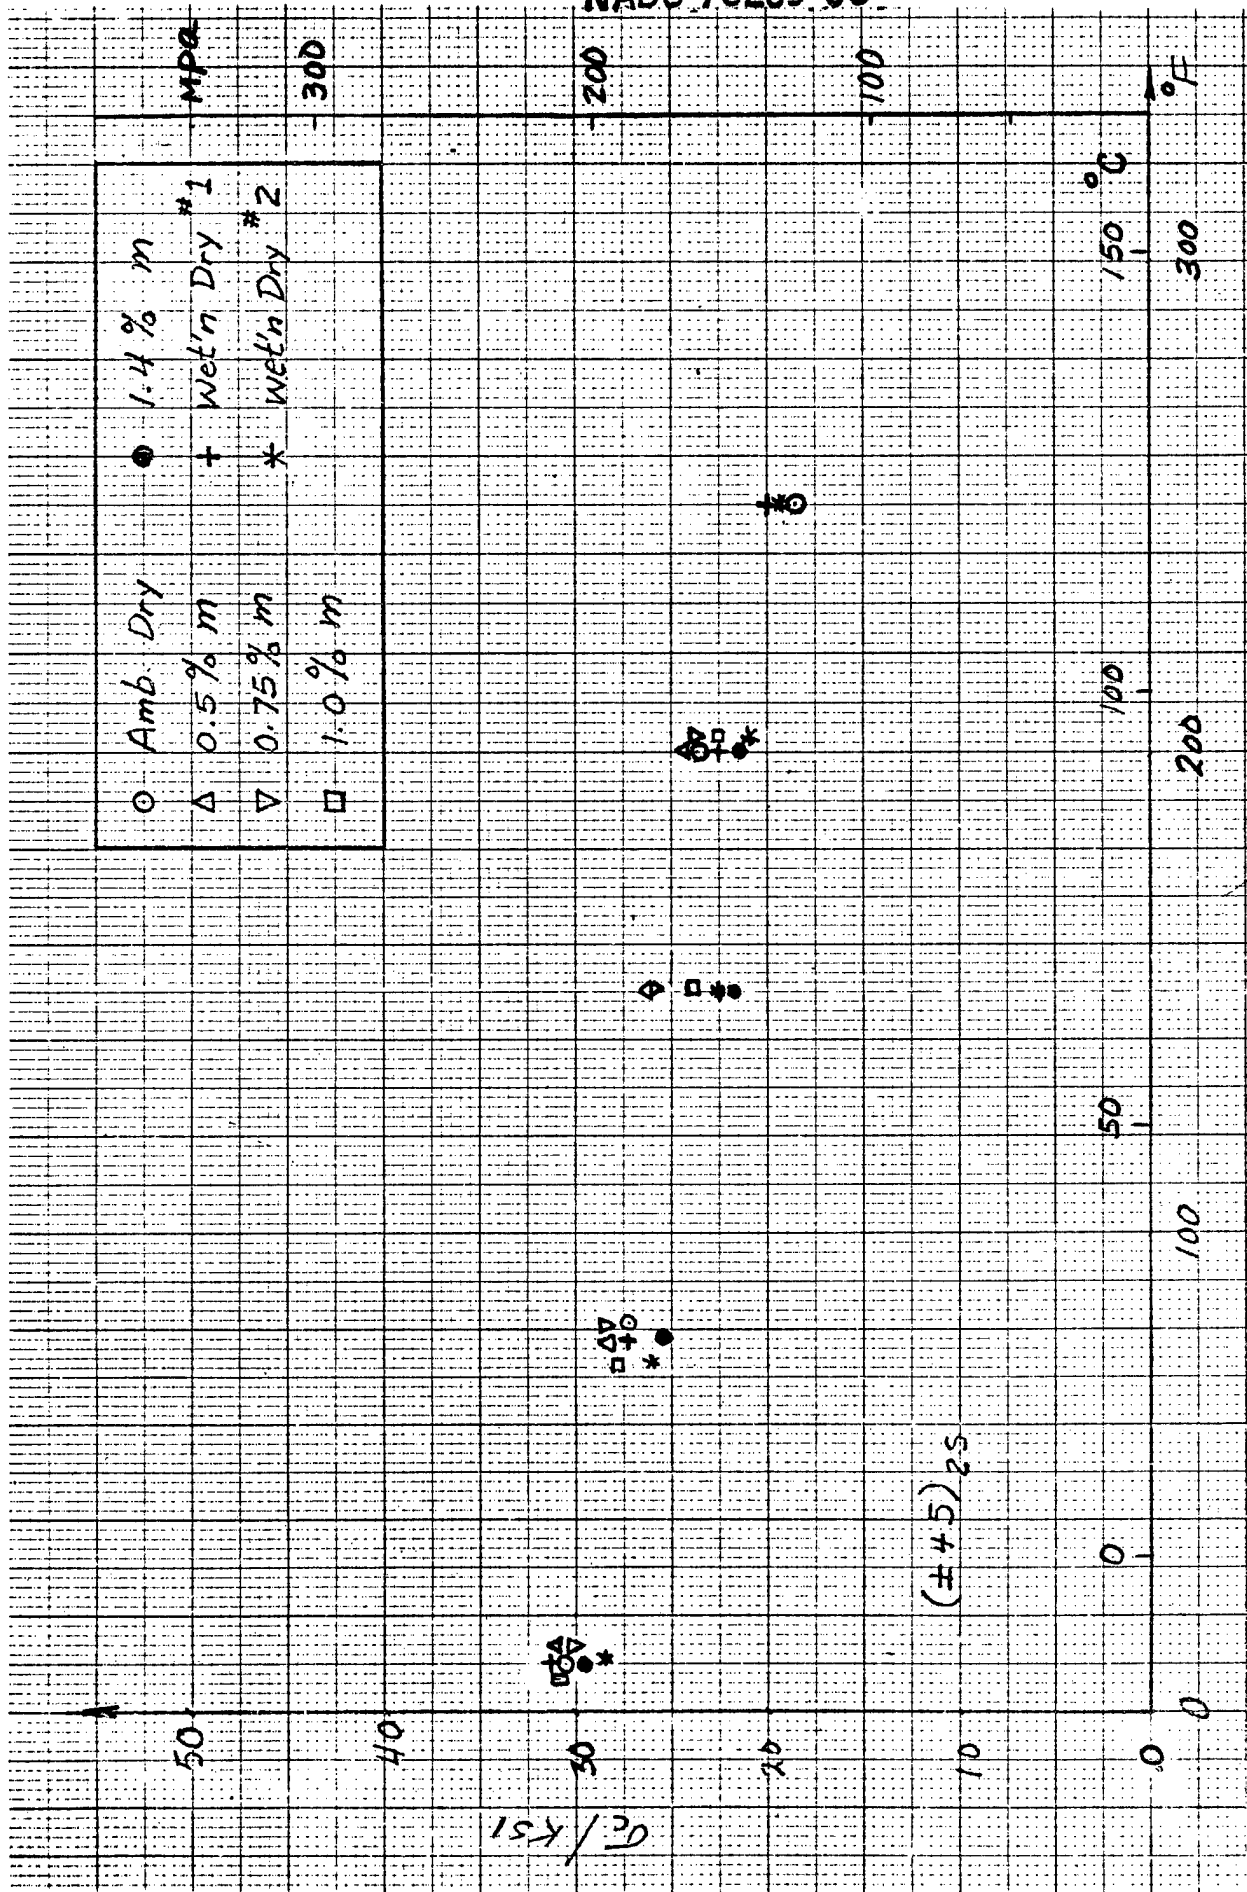 ⊙ Amb. Dry
△ 0.5% m
▽ 0.75% m
□ 1.0% m
● 1.4% m
+ Wet'n Dry #1
* Wet'n Dry #2
MPa
300
200
100
σc/KSI
50
40
30
20
10
0
(±45)2S
0
50
100
150
°C
0
100
200
300
°F